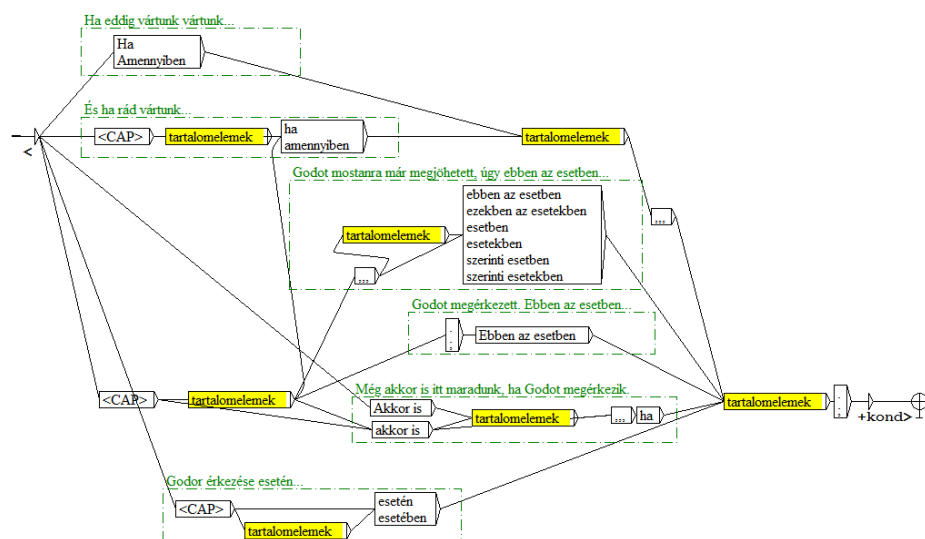 Ha eddig vártunk vártunk...
Ha
Amennyiben
És ha rád vártunk...
<CAP>
tartalomelemek
ha
amennyiben
tartalomelemek
<
Godot mostanra már megjöhetett, úgy ebben az esetben...
ebben az esetben
ezekben az esetekben
esetben
esetekben
szerinti esetben
szerinti esetekben
tartalomelemek
,,,
,,,
Godot megérkezett. Ebben az esetben...
Ebben az esetben
Még akkor is itt maradunk, ha Godot megérkezik.
<CAP>
tartalomelemek
Akkor is
akkor is
tartalomelemek
,,,
ha
tartalomelemek
+kond>
Godor érkezése esetén...
<CAP>
tartalomelemek
esetén
esetében